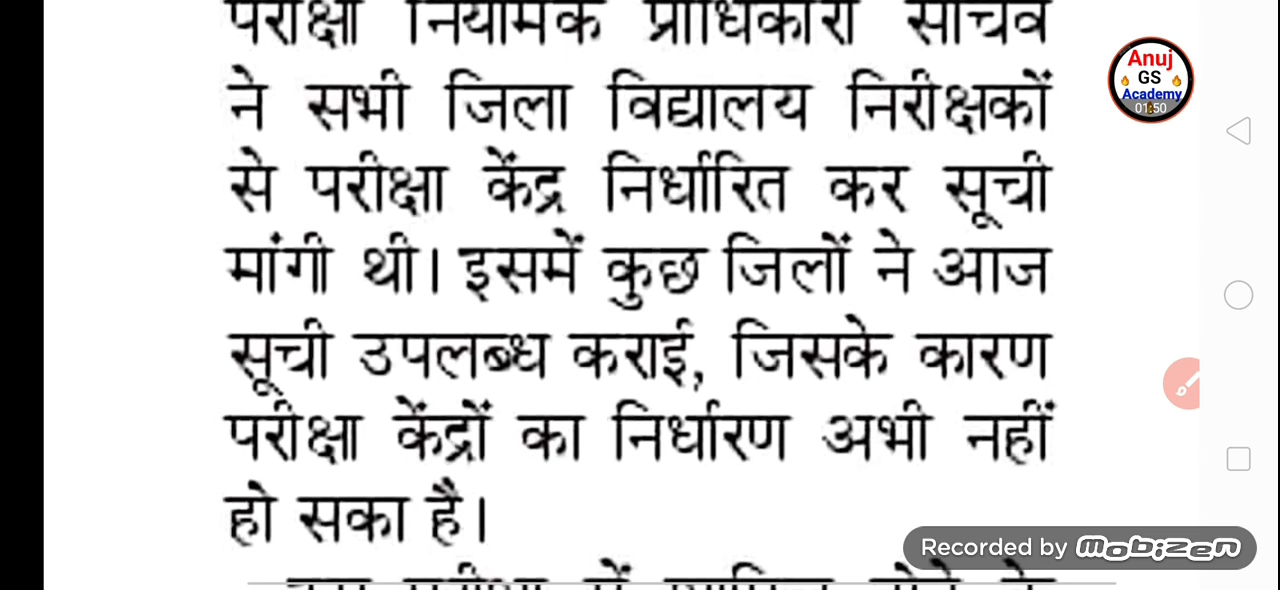 परीक्षा नियामक प्राधिकारी सचिव
ने सभी जिला विद्यालय निरीक्षकों
से परीक्षा केंद्र निर्धारित कर सूची
मांगी थी। इसमें कुछ जिलों ने आज
सूची उपलब्ध कराई, जिसके कारण
परीक्षा केंद्रों का निर्धारण अभी नहीं
हो सका है।
Anuj
GS
Academy
01:50
Recorded by Mobizen